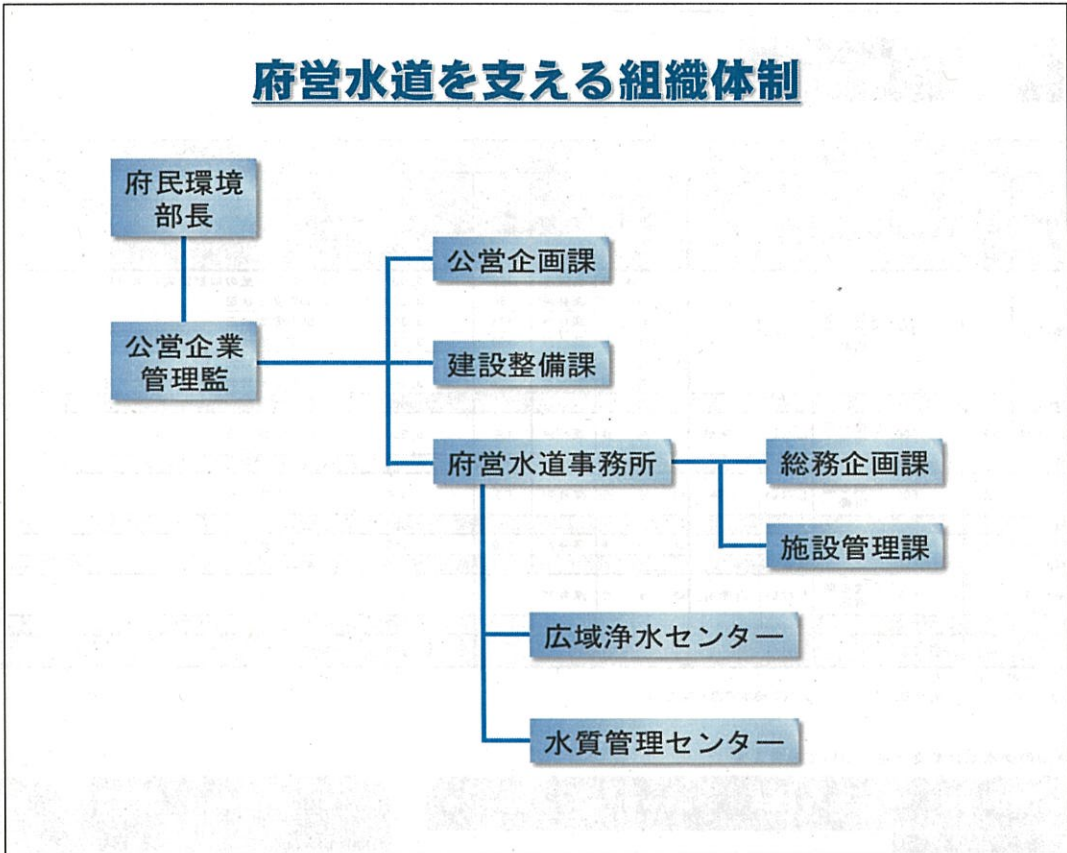 府営水道を支える組織体制
府民環境
部長
公営企業
管理監
公営企画課
建設整備課
府営水道事務所
総務企画課
施設管理課
広域浄水センター
水質管理センター